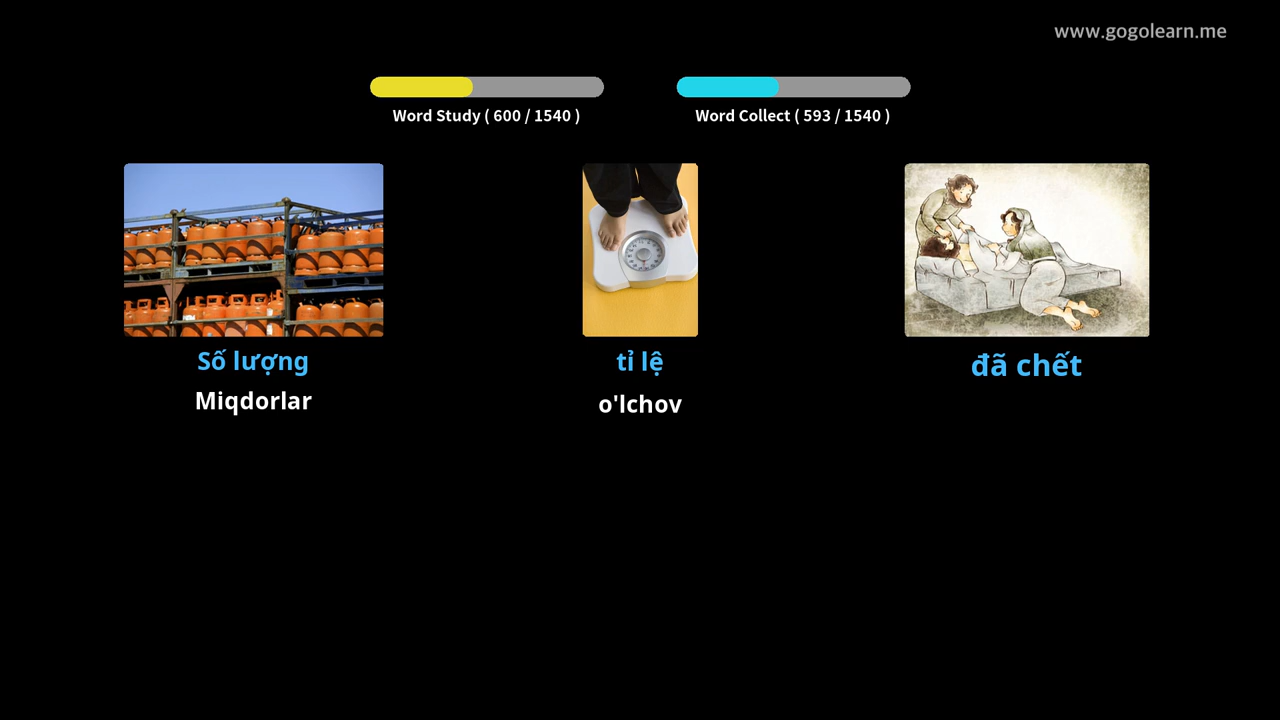 www.gogolearn.me
Word Study ( 600 / 1540 )
Word Collect ( 593 / 1540 )
Số lượng
Miqdorlar
tỉ lệ
o'lchov
đã chết